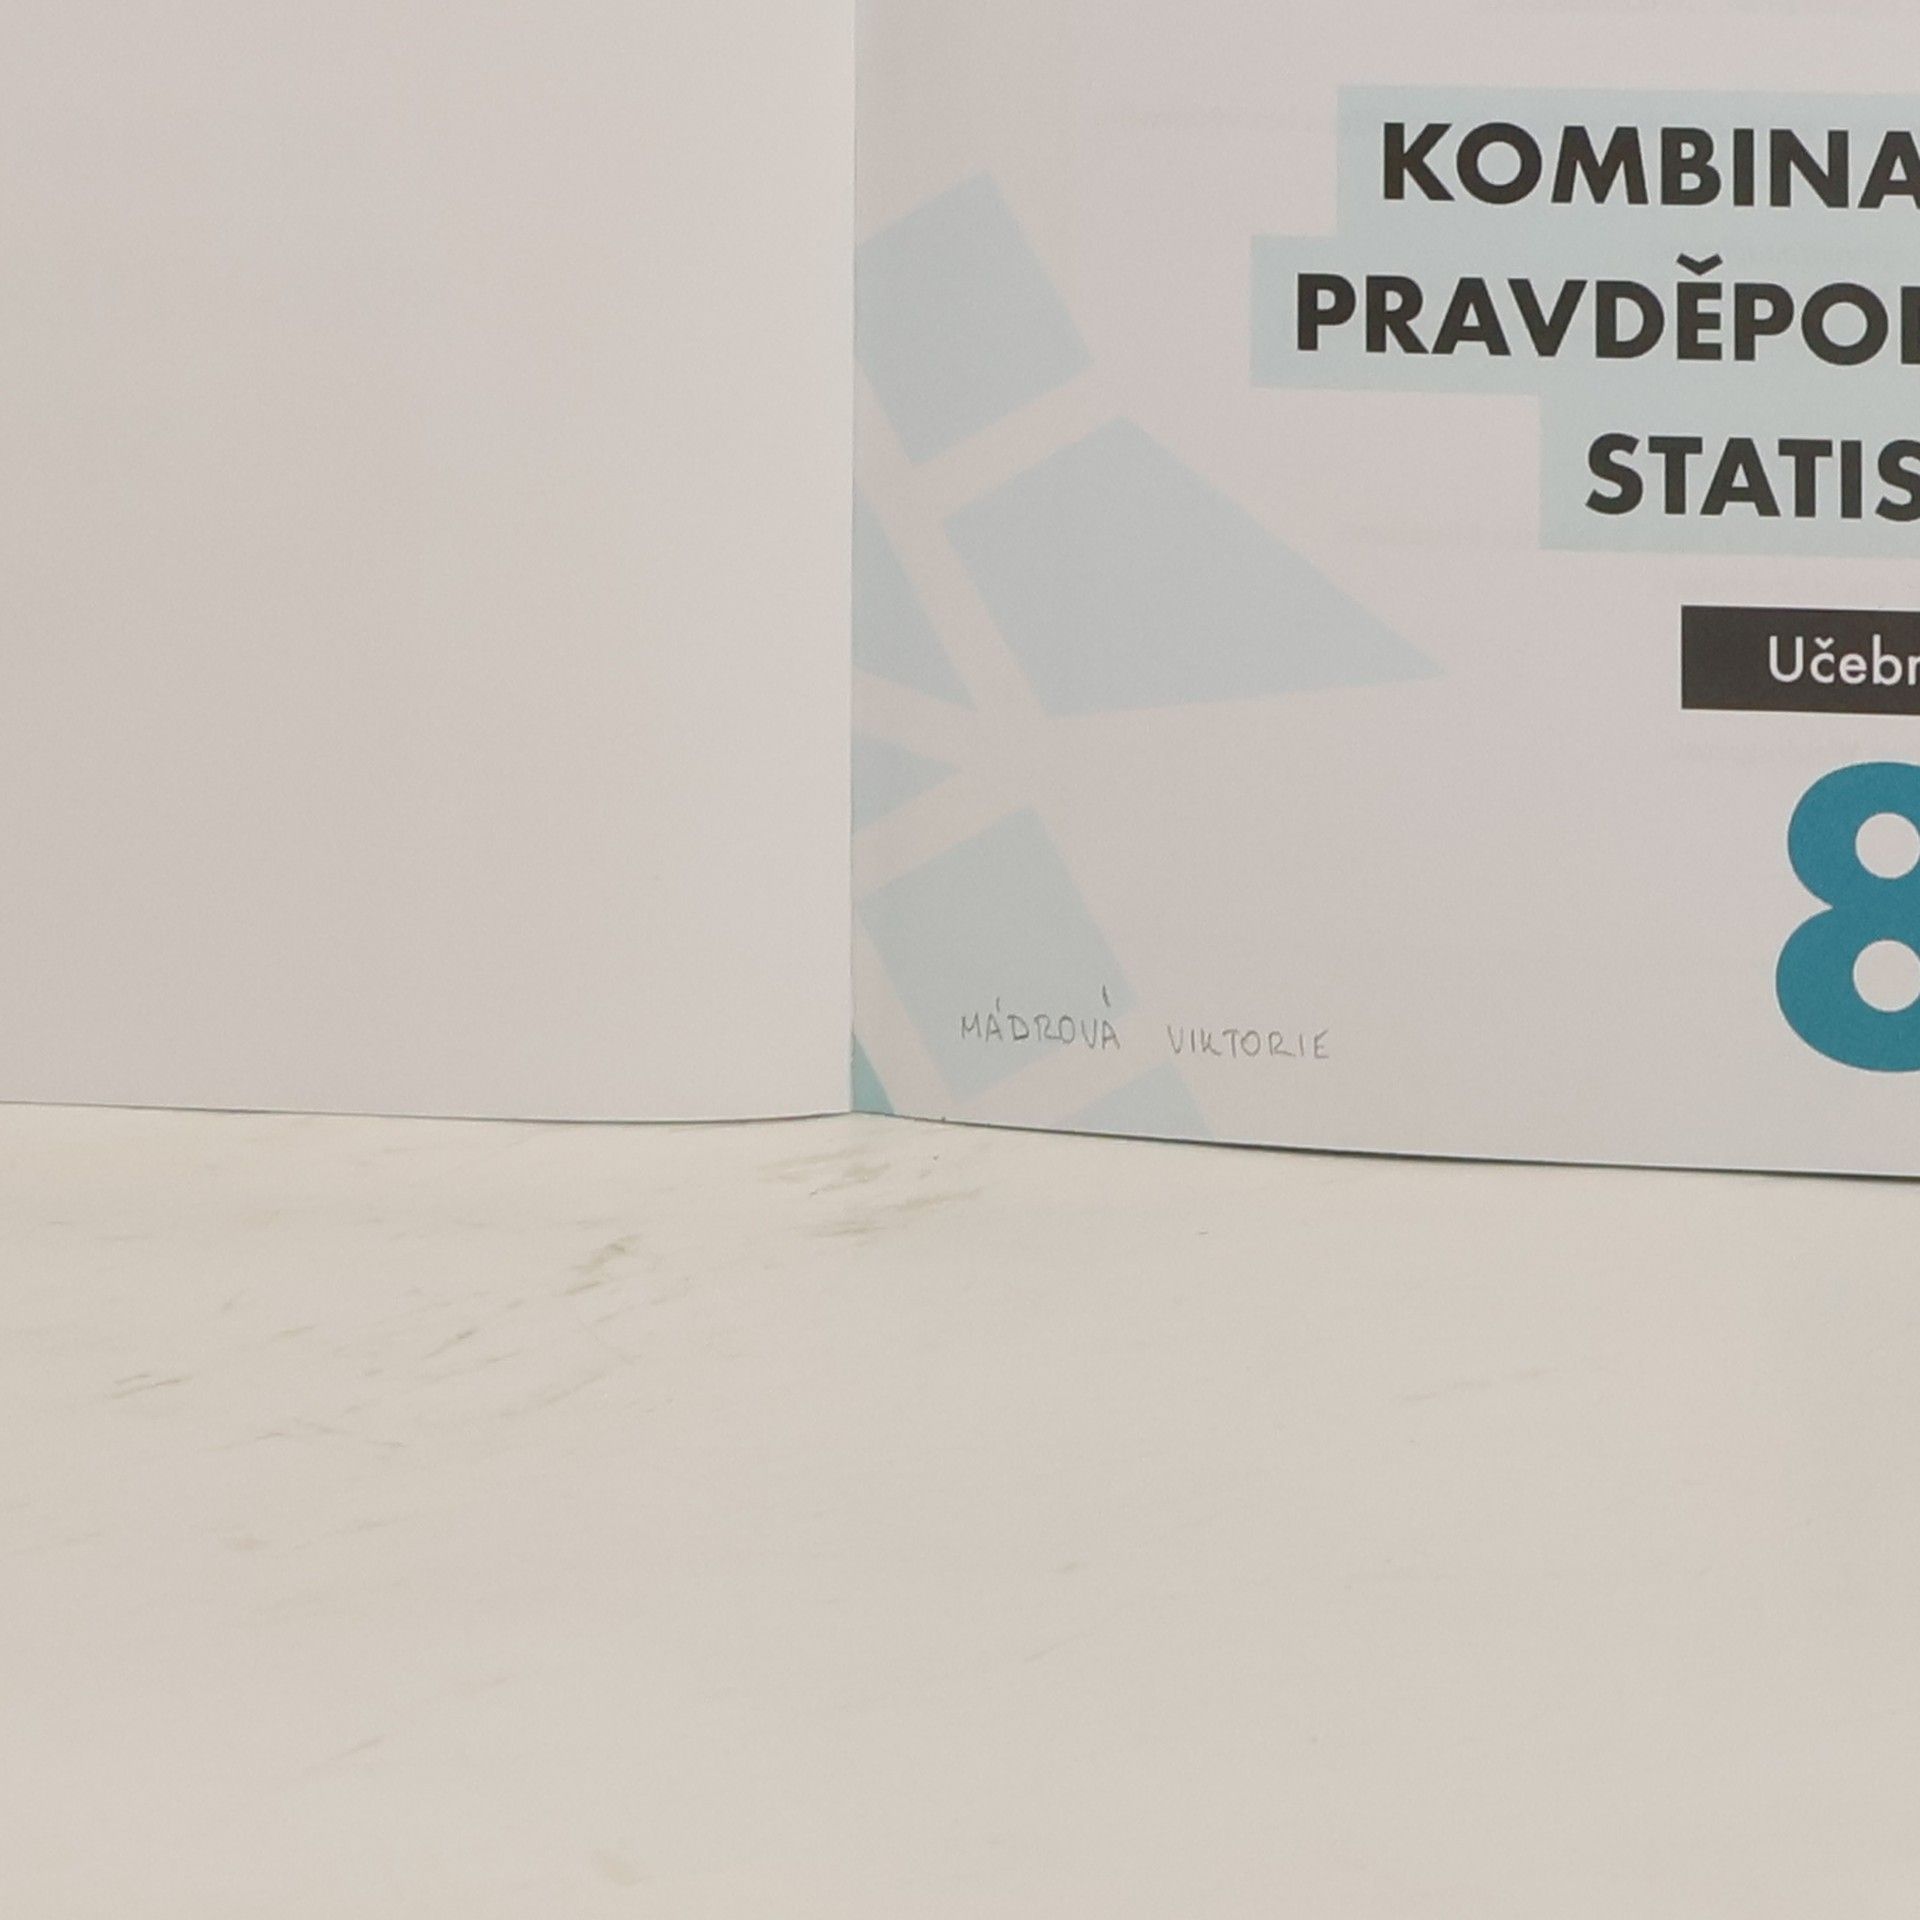 KOMBINA
PRAVDĚPO
STATIS
Učebn
8
MÁDROVÁ VIKTORIE